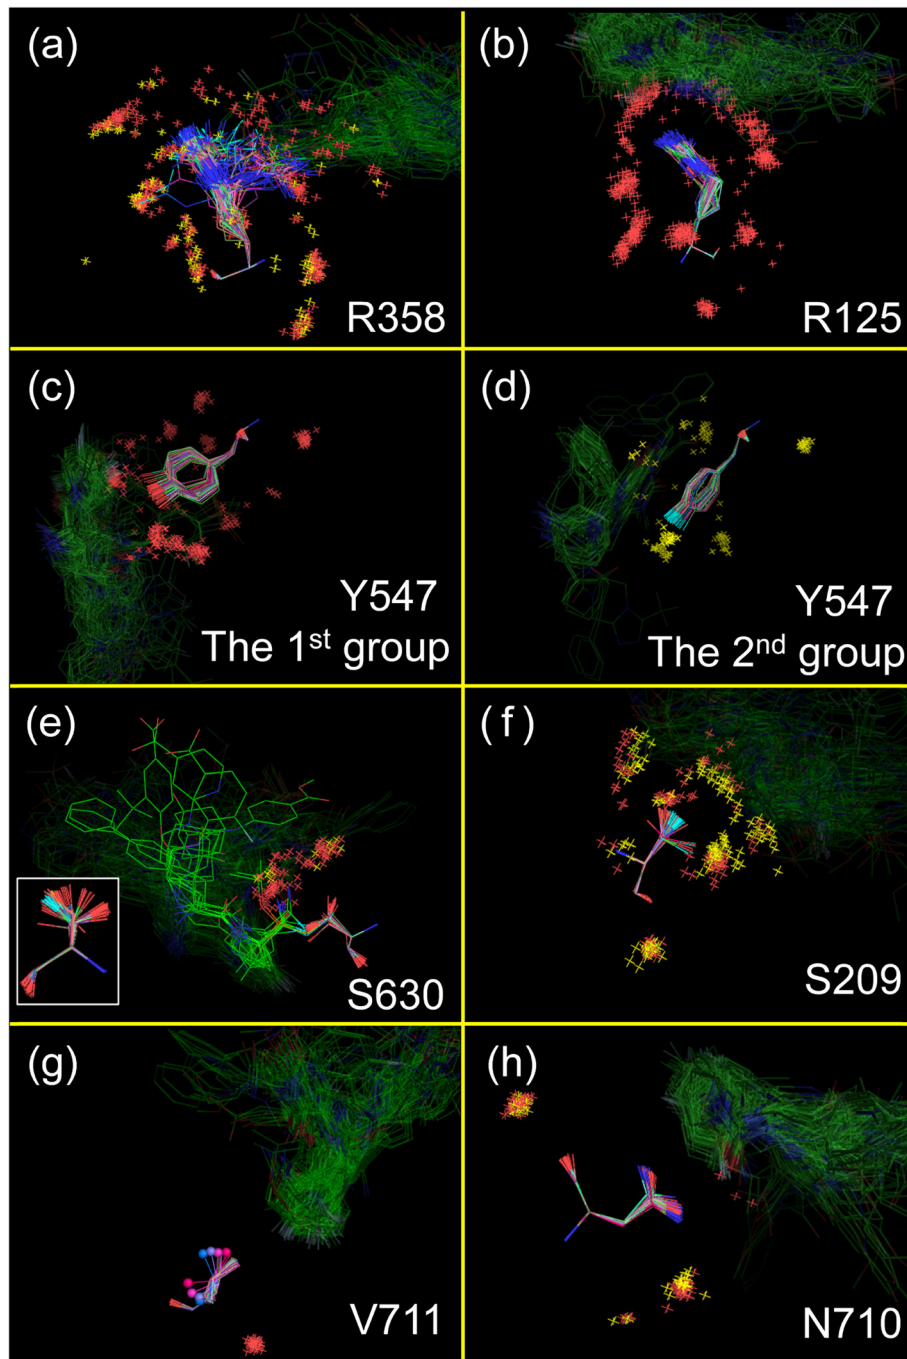 (a)
R358
(b)
R125
(c)
Y547
The 1st group
(d)
Y547
The 2nd group
(e)
S630
(f)
S209
(g)
V711
(h)
N710